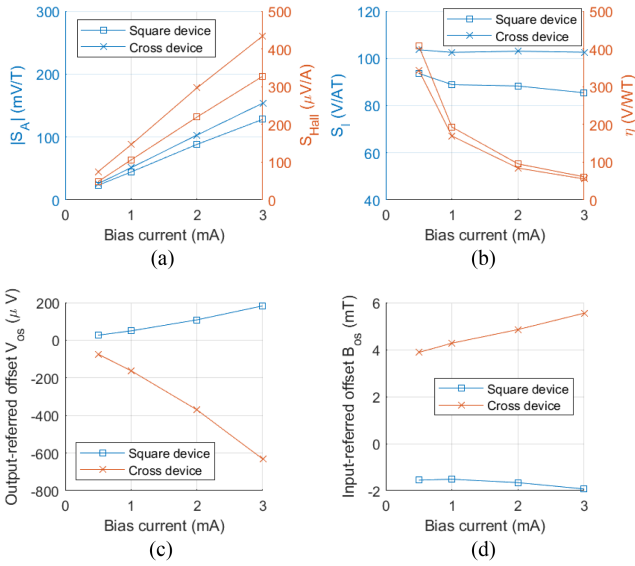 300
500
Square device
Cross device
400
200
300
200
100
100
0
0
0
1
2
3
|S_A| (mV/T)
S_Hall (μV/A)
Bias current (mA)
(a)
120
500
Square device
Cross device
400
100
300
80
200
60
100
40
0
0
1
2
3
S_I (V/AT)
η (V/WT)
Bias current (mA)
(b)
200
0
-200
-400
-600
-800
Square device
Cross device
0
1
2
3
Output-referred offset V_os (μ V)
Bias current (mA)
(c)
6
4
2
0
-2
Square device
Cross device
0
1
2
3
Input-referred offset B_os (mT)
Bias current (mA)
(d)